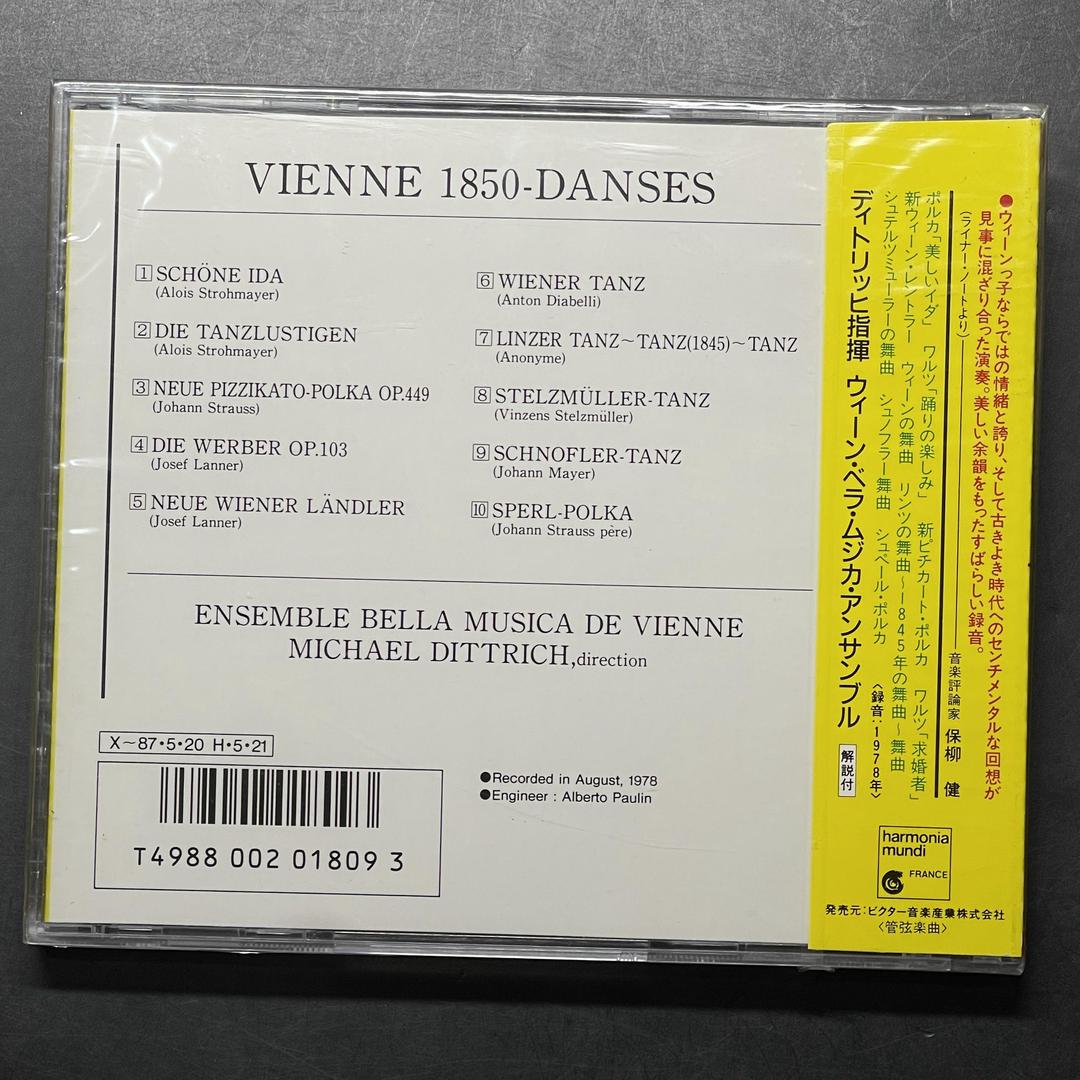 VIENNE 1850-DANSES
1 SCHÖNE IDA
(Alois Strohmayer)
2 DIE TANZLUSTIGEN
(Alois Strohmayer)
3 NEUE PIZZIKATO-POLKA OP.449
(Johann Strauss)
4 DIE WERBER OP.103
(Josef Lanner)
5 NEUE WIENER LÄNDLER
(Josef Lanner)
6 WIENER TANZ
(Anton Diabelli)
7 LINZER TANZ~TANZ(1845)~TANZ
(Anonyme)
8 STELZMÜLLER-TANZ
(Vinzens Stelzmüller)
9 SCHNOFLER-TANZ
(Johann Mayer)
10 SPERL-POLKA
(Johann Strauss père)
ENSEMBLE BELLA MUSICA DE VIENNE
MICHAEL DITTRICH,direction
X~87・5・20 H・5・21
T4988 002 01809 3
●Recorded in August, 1978
●Engineer : Alberto Paulin
●ウィーンっ子ならではの情緒と誇り、そして古きよき時代へのセンチメンタルな回想が
見事に混ざり合った演奏。美しい余韻をもったすばらしい録音。
(ライナー・ノートより)――音楽評論家 保柳 健
ポルカ「美しいイダ」 ワルツ「踊りの楽しみ」 新ピチカート・ポルカ ワルツ「求婚者」
新ウィーン・レントラー ウィーンの舞曲 リンツの舞曲～1845年の舞曲～舞曲
シュテルツミューラーの舞曲 シュノフラー舞曲 シュペール・ポルカ 〈録音:1978年〉
ディトリッヒ指揮 ウィーン・ベラ・ムジカ・アンサンブル 解説付
harmonia
mundi
FRANCE
発売元:ビクター音楽産業株式会社
〈管弦楽曲〉